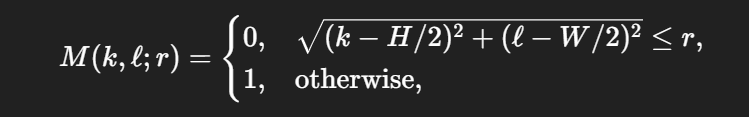 M(k, ℓ; r) = { 0, √(k − H/2)² + (ℓ − W/2)² ≤ r,
1, otherwise,